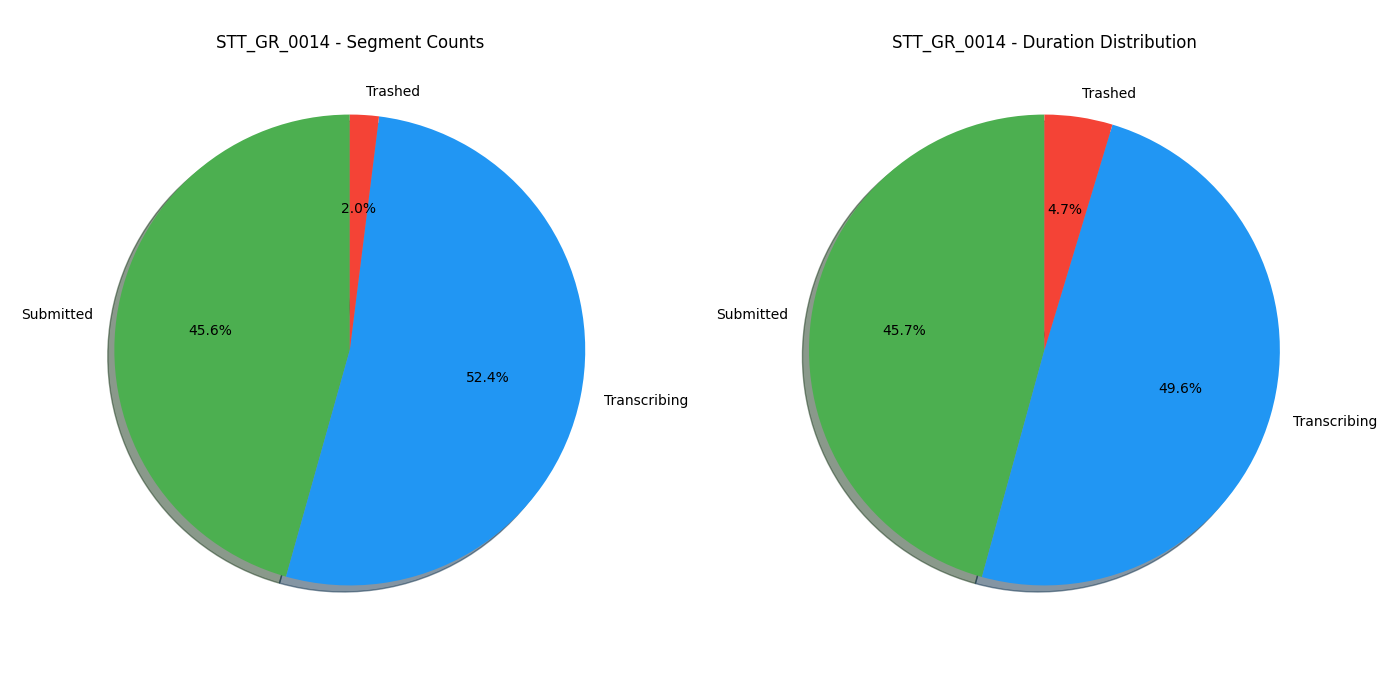 STT_GR_0014 - Segment Counts
Trashed
2.0%
Submitted
45.6%
52.4%
Transcribing
STT_GR_0014 - Duration Distribution
Trashed
4.7%
Submitted
45.7%
49.6%
Transcribing